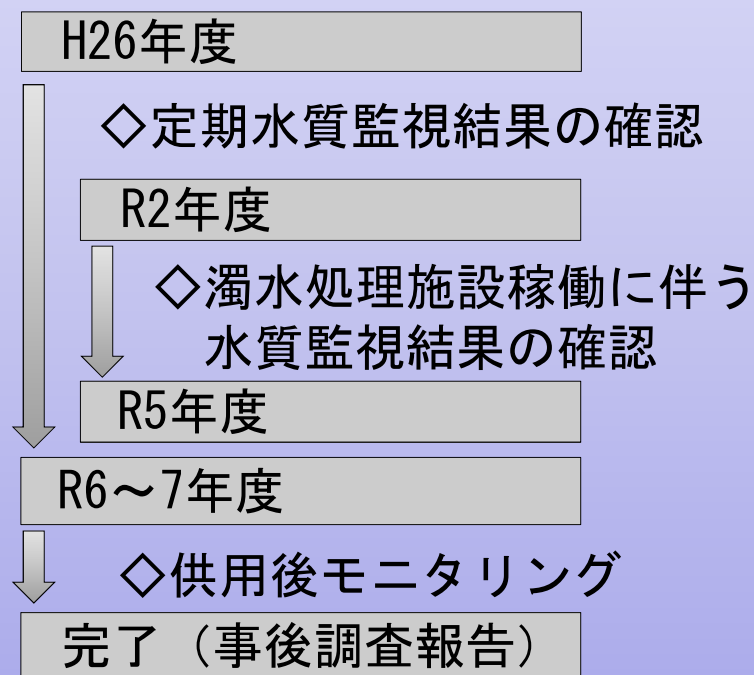 H26年度
◇定期水質監視結果の確認
R2年度
◇濁水処理施設稼働に伴う
水質監視結果の確認
R5年度
R6～7年度
◇供用後モニタリング
完了（事後調査報告）